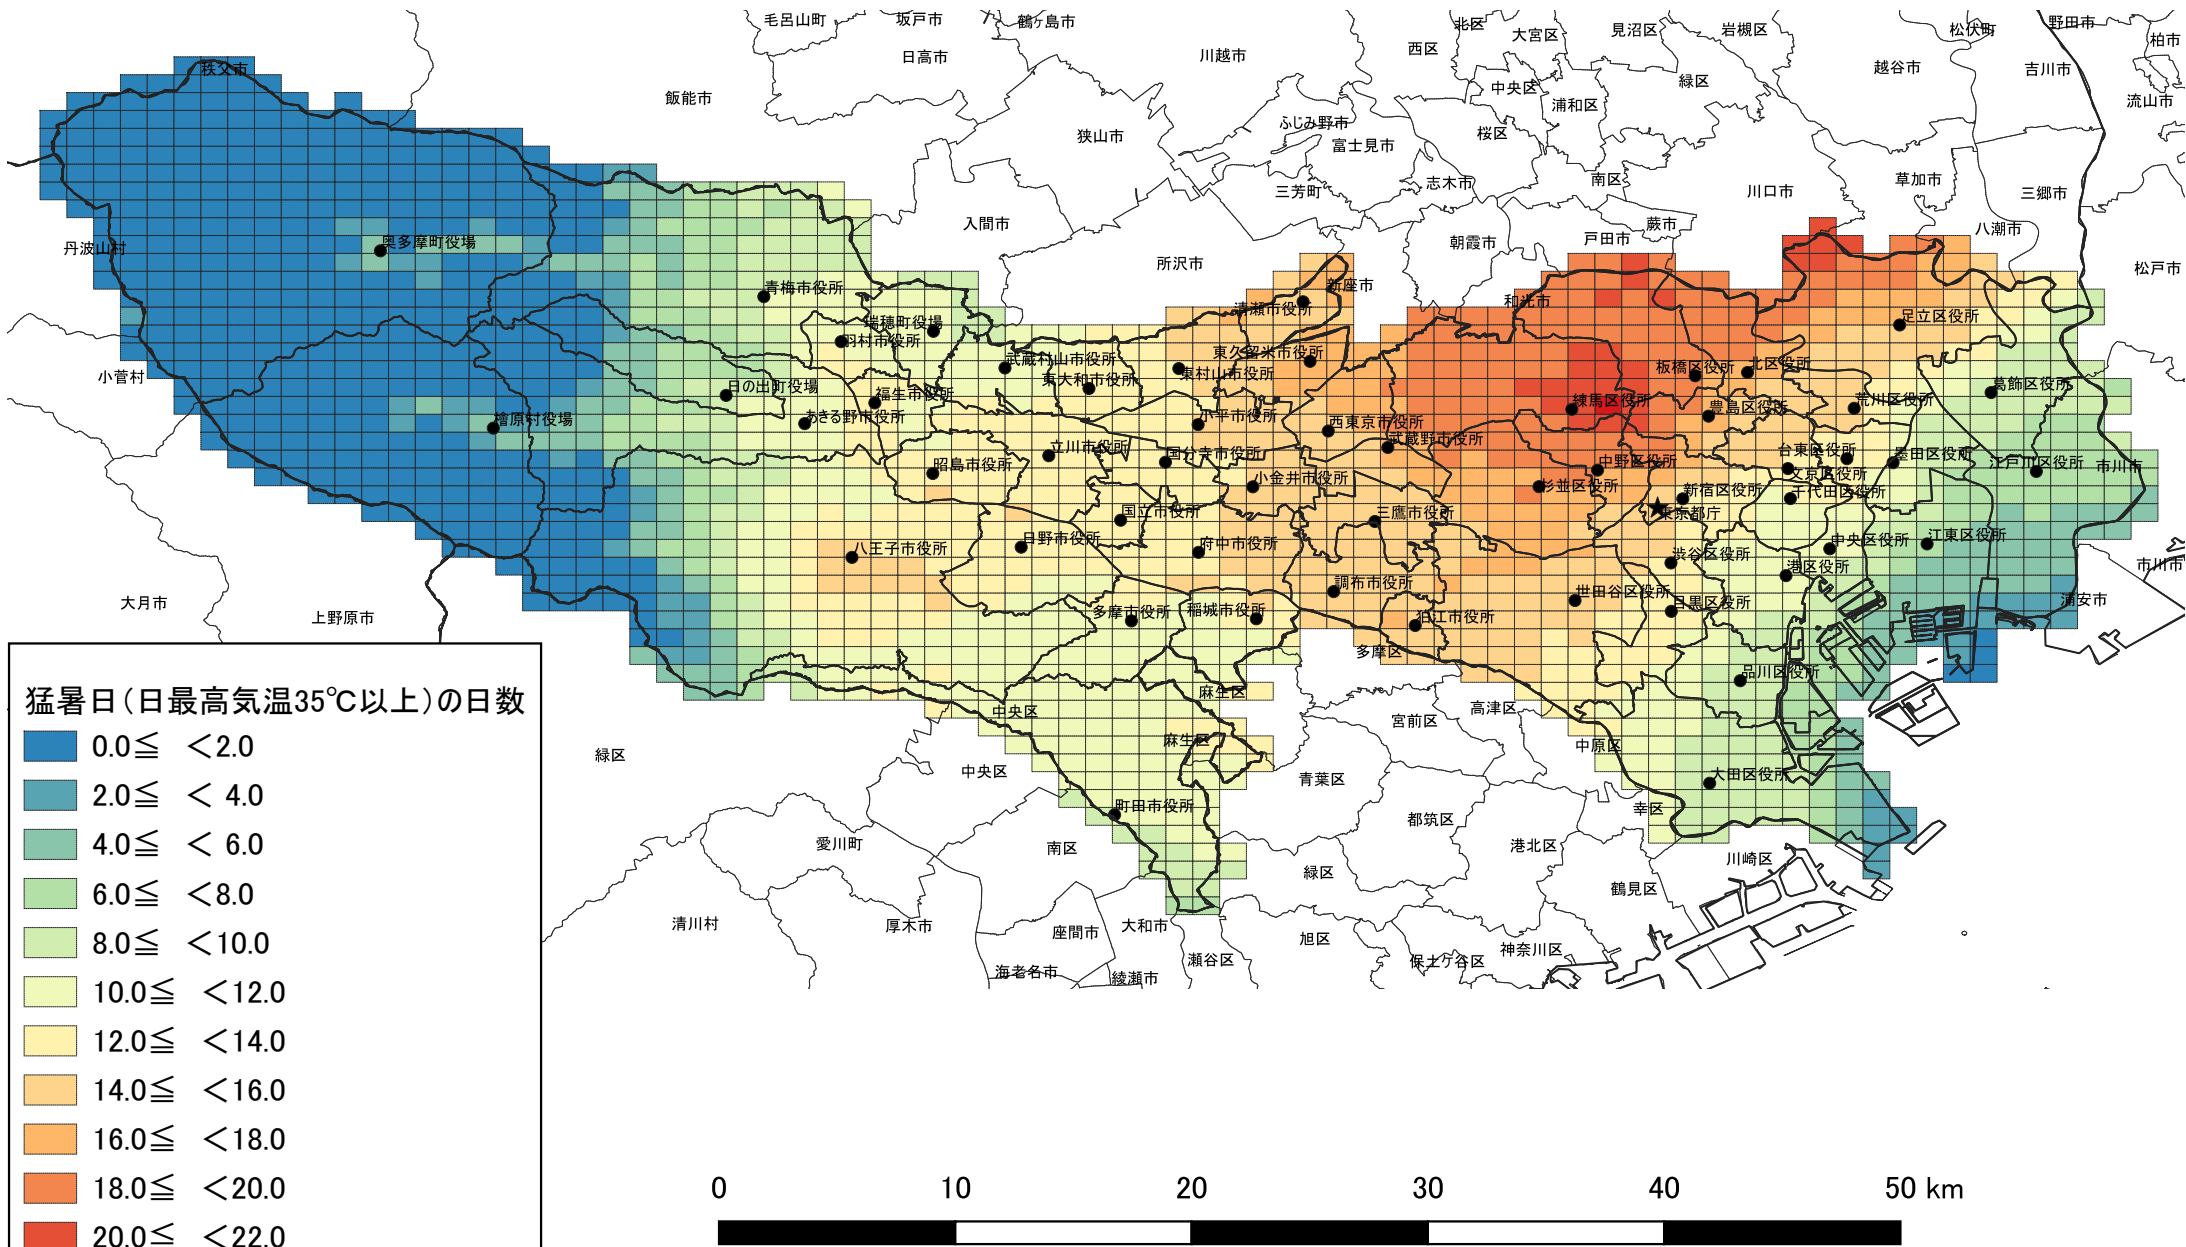 毛呂山町
坂戸市
鶴ヶ島市
北区
大宮区
見沼区
岩槻区
松伏町
野田市
柏市
日高市
川越市
西区
秩父市
飯能市
中央区
緑区
越谷市
吉川市
浦和区
流山市
狭山市
ふじみ野市
富士見市
桜区
三芳町
志木市
南区
川口市
草加市
三郷市
入間市
蕨市
八潮市
丹波山村
奥多摩町役場
所沢市
朝霞市
戸田市
松戸市
青梅市役所
新座市
清瀬市役所
和光市
瑞穂町役場
羽村市役所
足立区役所
武蔵村山市役所
東久留米市役所
小菅村
東大和市役所
東村山市役所
板橋区役所
北区役所
日の出町役場
福生市役所
練馬区役所
豊島区役所
荒川区役所
葛飾区役所
檜原村役場
あきる野市役所
小平市役所
西東京市役所
武蔵野市役所
立川市役所
国分寺市役所
台東区役所
昭島市役所
小金井市役所
中野区役所
文京区役所
墨田区役所
江戸川区役所
市川市
杉並区役所
新宿区役所
千代田区役所
国立市役所
三鷹市役所
東京都庁
八王子市役所
日野市役所
府中市役所
渋谷区役所
中央区役所
江東区役所
港区役所
市川市
大月市
上野原市
多摩市役所
稲城市役所
調布市役所
世田谷区役所
目黒区役所
浦安市
狛江市役所
多摩区
品川区役所
麻生区
中央区
宮前区
高津区
緑区
麻生区
中原区
中央区
青葉区
大田区役所
町田市役所
都筑区
幸区
愛川町
南区
港北区
川崎区
緑区
鶴見区
清川村
厚木市
座間市
大和市
旭区
神奈川区
海老名市
綾瀬市
瀬谷区
保土ケ谷区
猛暑日（日最高気温35℃以上）の日数
0.0≦ ＜2.0
2.0≦ ＜ 4.0
4.0≦ ＜ 6.0
6.0≦ ＜8.0
8.0≦ ＜10.0
10.0≦ ＜12.0
12.0≦ ＜14.0
14.0≦ ＜16.0
16.0≦ ＜18.0
18.0≦ ＜20.0
20.0≦ ＜22.0
0 10 20 30 40 50 km